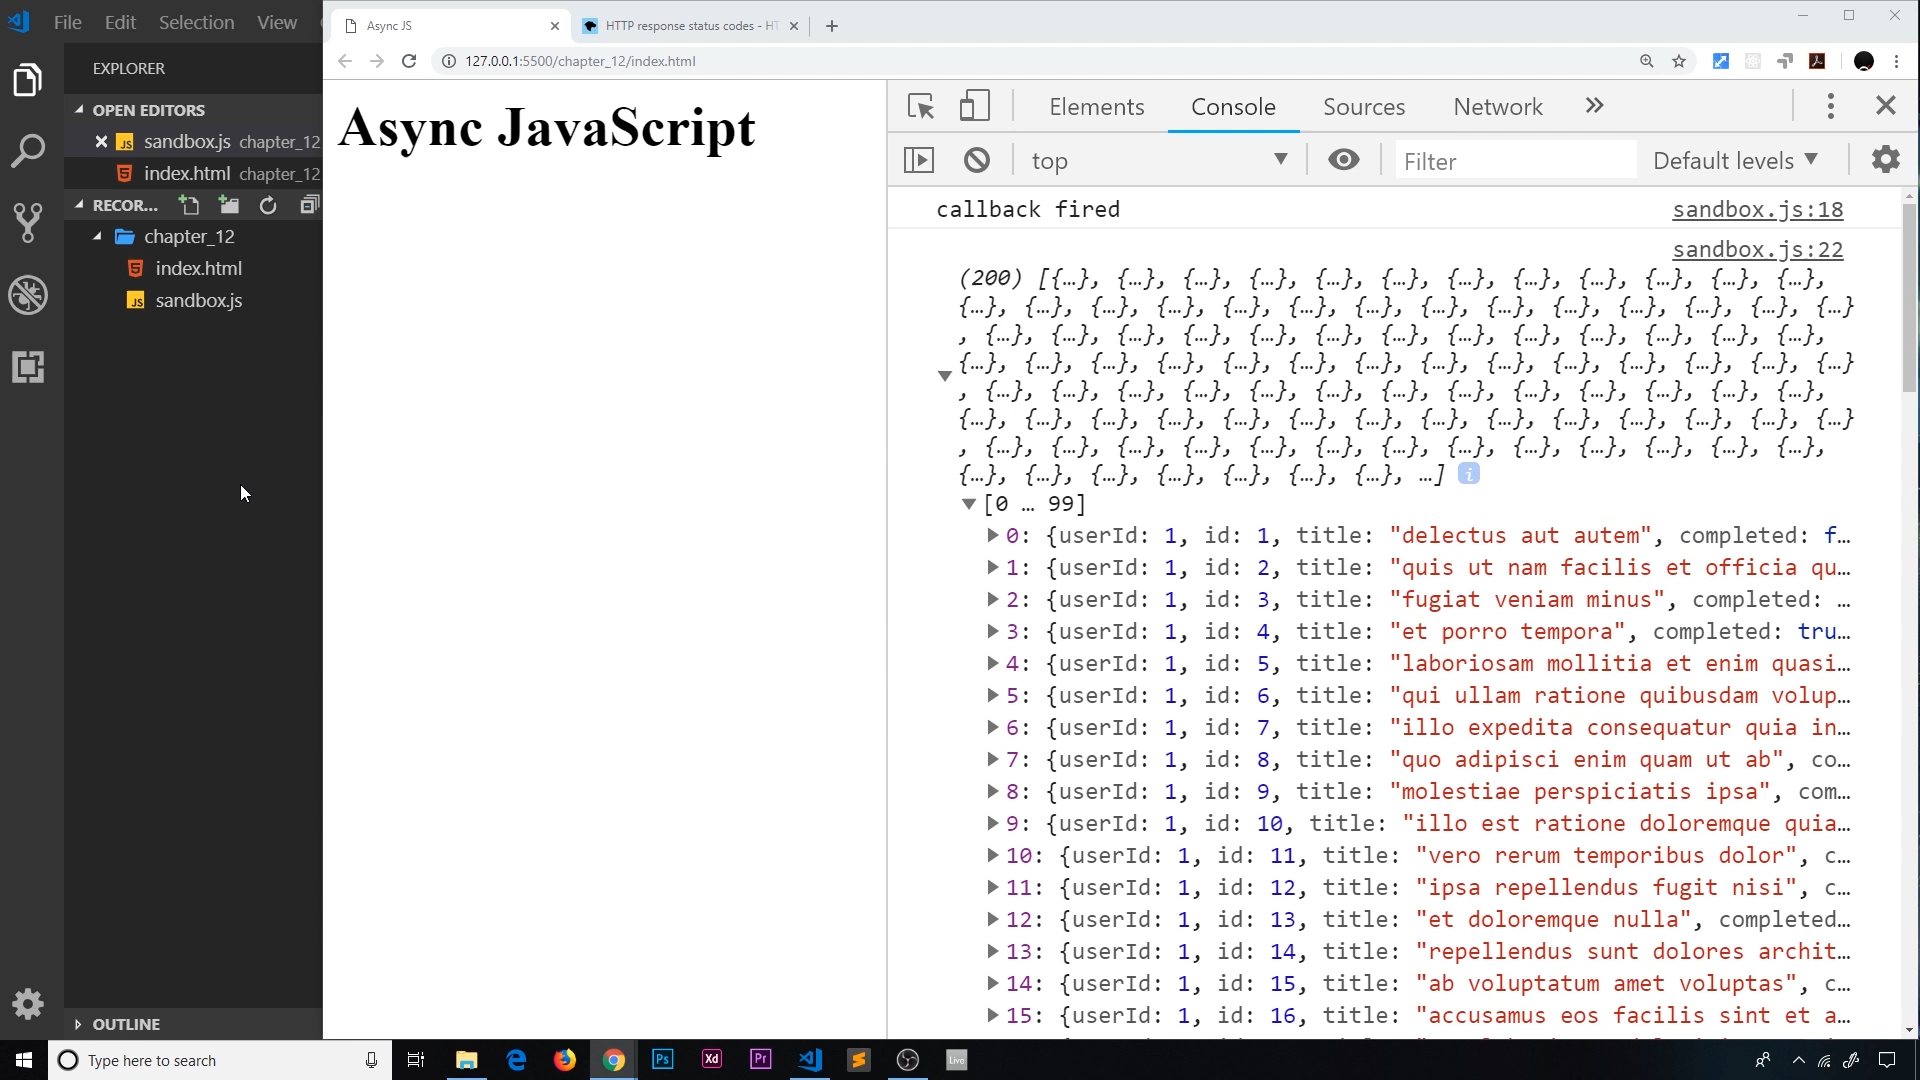 File Edit Selection View
Async JS
HTTP response status codes - HT
127.0.0.1:5500/chapter_12/index.html
EXPLORER
OPEN EDITORS
sandbox.js chapter_12
index.html chapter_12
RECOR...
chapter_12
index.html
sandbox.js
OUTLINE
Async JavaScript
Elements Console Sources Network
top Filter Default levels
callback fired sandbox.js:18
sandbox.js:22
(200) [{…}, {…}, {…}, {…}, {…}, {…}, {…}, {…}, {…}, {…}, {…}, {…},
{…}, {…}, {…}, {…}, {…}, {…}, {…}, {…}, {…}, {…}, {…}, {…}, {…}, {…}
, {…}, {…}, {…}, {…}, {…}, {…}, {…}, {…}, {…}, {…}, {…}, {…}, {…},
{…}, {…}, {…}, {…}, {…}, {…}, {…}, {…}, {…}, {…}, {…}, {…}, {…}, {…}
, {…}, {…}, {…}, {…}, {…}, {…}, {…}, {…}, {…}, {…}, {…}, {…}, {…},
{…}, {…}, {…}, {…}, {…}, {…}, {…}, {…}, {…}, {…}, {…}, {…}, {…}, {…}
, {…}, {…}, {…}, {…}, {…}, {…}, {…}, {…}, {…}, {…}, {…}, {…}, {…},
{…}, {…}, {…}, {…}, {…}, {…}, {…}, …] i
[0 … 99]
0: {userId: 1, id: 1, title: "delectus aut autem", completed: f…
1: {userId: 1, id: 2, title: "quis ut nam facilis et officia qu…
2: {userId: 1, id: 3, title: "fugiat veniam minus", completed: …
3: {userId: 1, id: 4, title: "et porro tempora", completed: tru…
4: {userId: 1, id: 5, title: "laboriosam mollitia et enim quasi…
5: {userId: 1, id: 6, title: "qui ullam ratione quibusdam volup…
6: {userId: 1, id: 7, title: "illo expedita consequatur quia in…
7: {userId: 1, id: 8, title: "quo adipisci enim quam ut ab", co…
8: {userId: 1, id: 9, title: "molestiae perspiciatis ipsa", com…
9: {userId: 1, id: 10, title: "illo est ratione doloremque quia…
10: {userId: 1, id: 11, title: "vero rerum temporibus dolor", c…
11: {userId: 1, id: 12, title: "ipsa repellendus fugit nisi", c…
12: {userId: 1, id: 13, title: "et doloremque nulla", completed…
13: {userId: 1, id: 14, title: "repellendus sunt dolores archit…
14: {userId: 1, id: 15, title: "ab voluptatum amet voluptas", c…
15: {userId: 1, id: 16, title: "accusamus eos facilis sint et a…
Type here to search
Ps Xd Pr Live